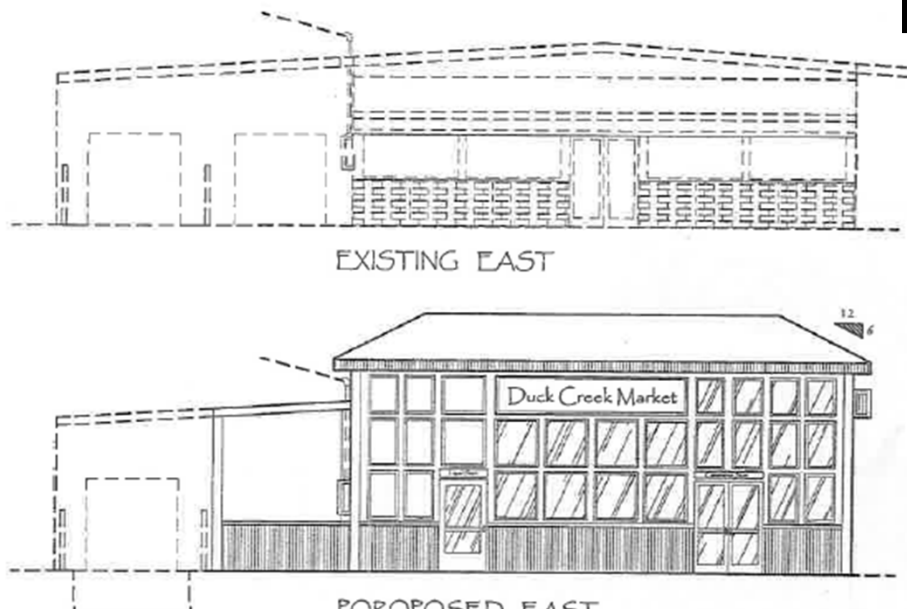 EXISTING EAST
12
6
Duck Creek Market
POROPOSED EAST